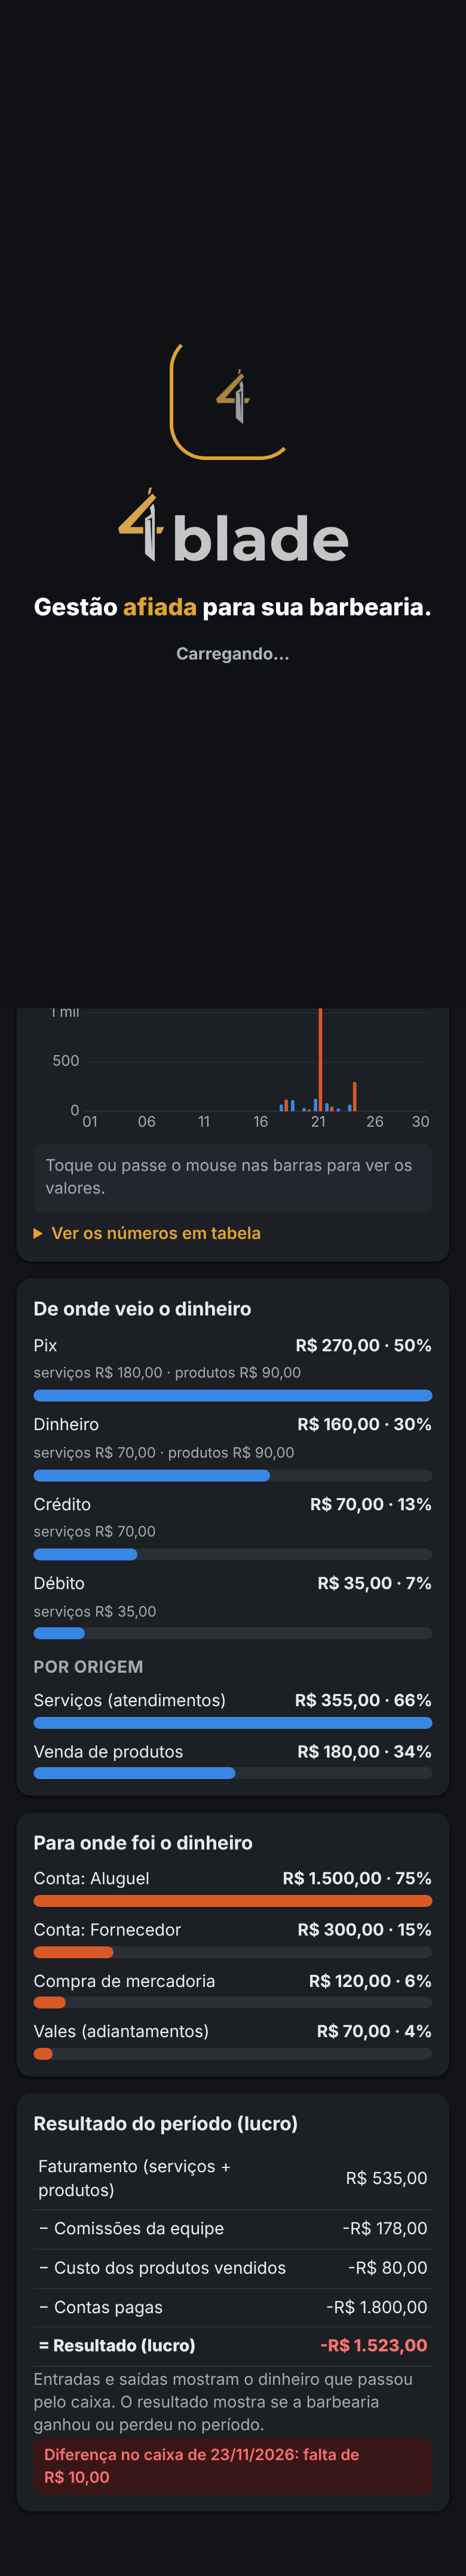 4blade
Gestão afiada para sua barbearia.
Carregando...
1 mil
500
0
01 06 11 16 21 26 30
Toque ou passe o mouse nas barras para ver os
valores.
▶ Ver os números em tabela
De onde veio o dinheiro
Pix R$ 270,00 · 50%
serviços R$ 180,00 · produtos R$ 90,00
Dinheiro R$ 160,00 · 30%
serviços R$ 70,00 · produtos R$ 90,00
Crédito R$ 70,00 · 13%
serviços R$ 70,00
Débito R$ 35,00 · 7%
serviços R$ 35,00
POR ORIGEM
Serviços (atendimentos) R$ 355,00 · 66%
Venda de produtos R$ 180,00 · 34%
Para onde foi o dinheiro
Conta: Aluguel R$ 1.500,00 · 75%
Conta: Fornecedor R$ 300,00 · 15%
Compra de mercadoria R$ 120,00 · 6%
Vales (adiantamentos) R$ 70,00 · 4%
Resultado do período (lucro)
Faturamento (serviços +
produtos) R$ 535,00
− Comissões da equipe -R$ 178,00
− Custo dos produtos vendidos -R$ 80,00
− Contas pagas -R$ 1.800,00
= Resultado (lucro) -R$ 1.523,00
Entradas e saídas mostram o dinheiro que passou
pelo caixa. O resultado mostra se a barbearia
ganhou ou perdeu no período.
Diferença no caixa de 23/11/2026: falta de
R$ 10,00